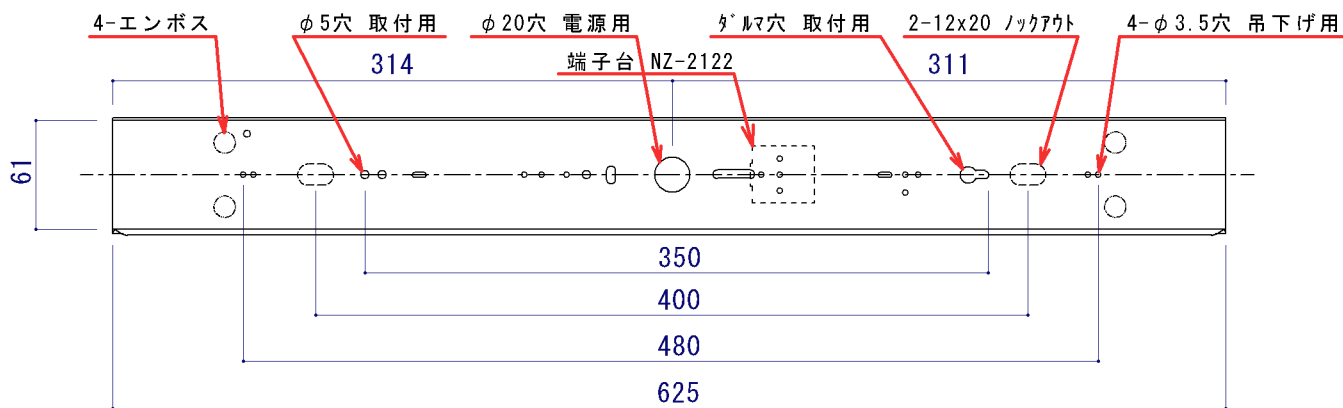 4-エンボス
φ5穴 取付用
φ20穴 電源用
ﾀﾞﾙﾏ穴 取付用
2-12x20 ﾉｯｸｱｳﾄ
4-φ3.5穴 吊下げ用
314
端子台 NZ-2122
311
61
350
400
480
625